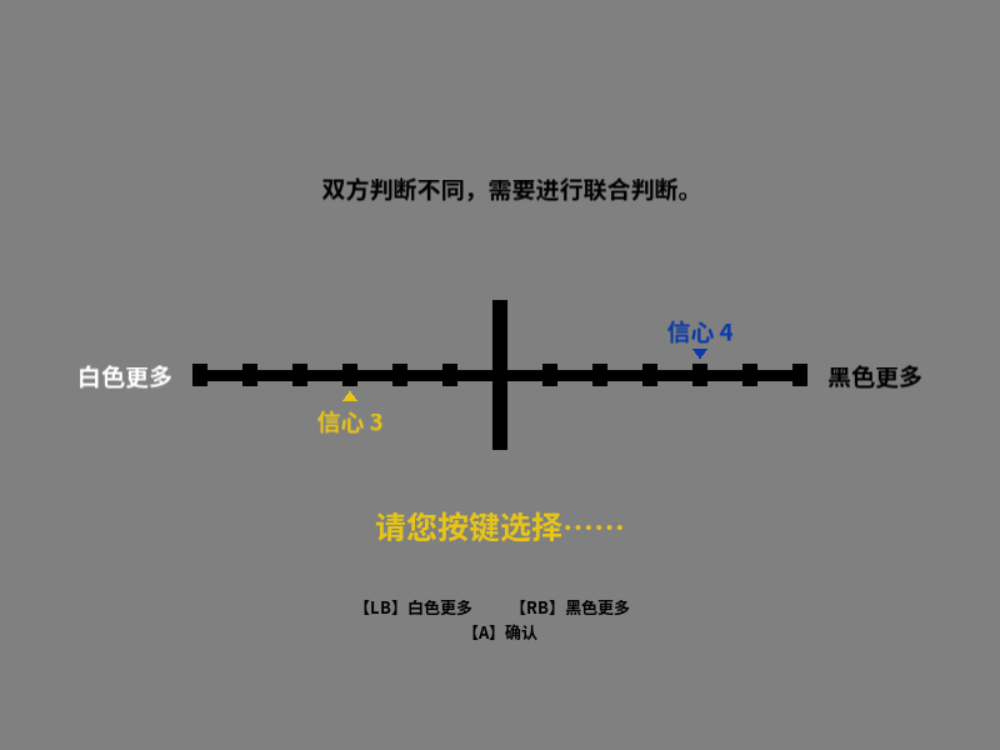 双方判断不同，需要进行联合判断。
信心 4
白色更多
黑色更多
信心 3
请您按键选择……
【LB】白色更多 【RB】黑色更多
【A】确认